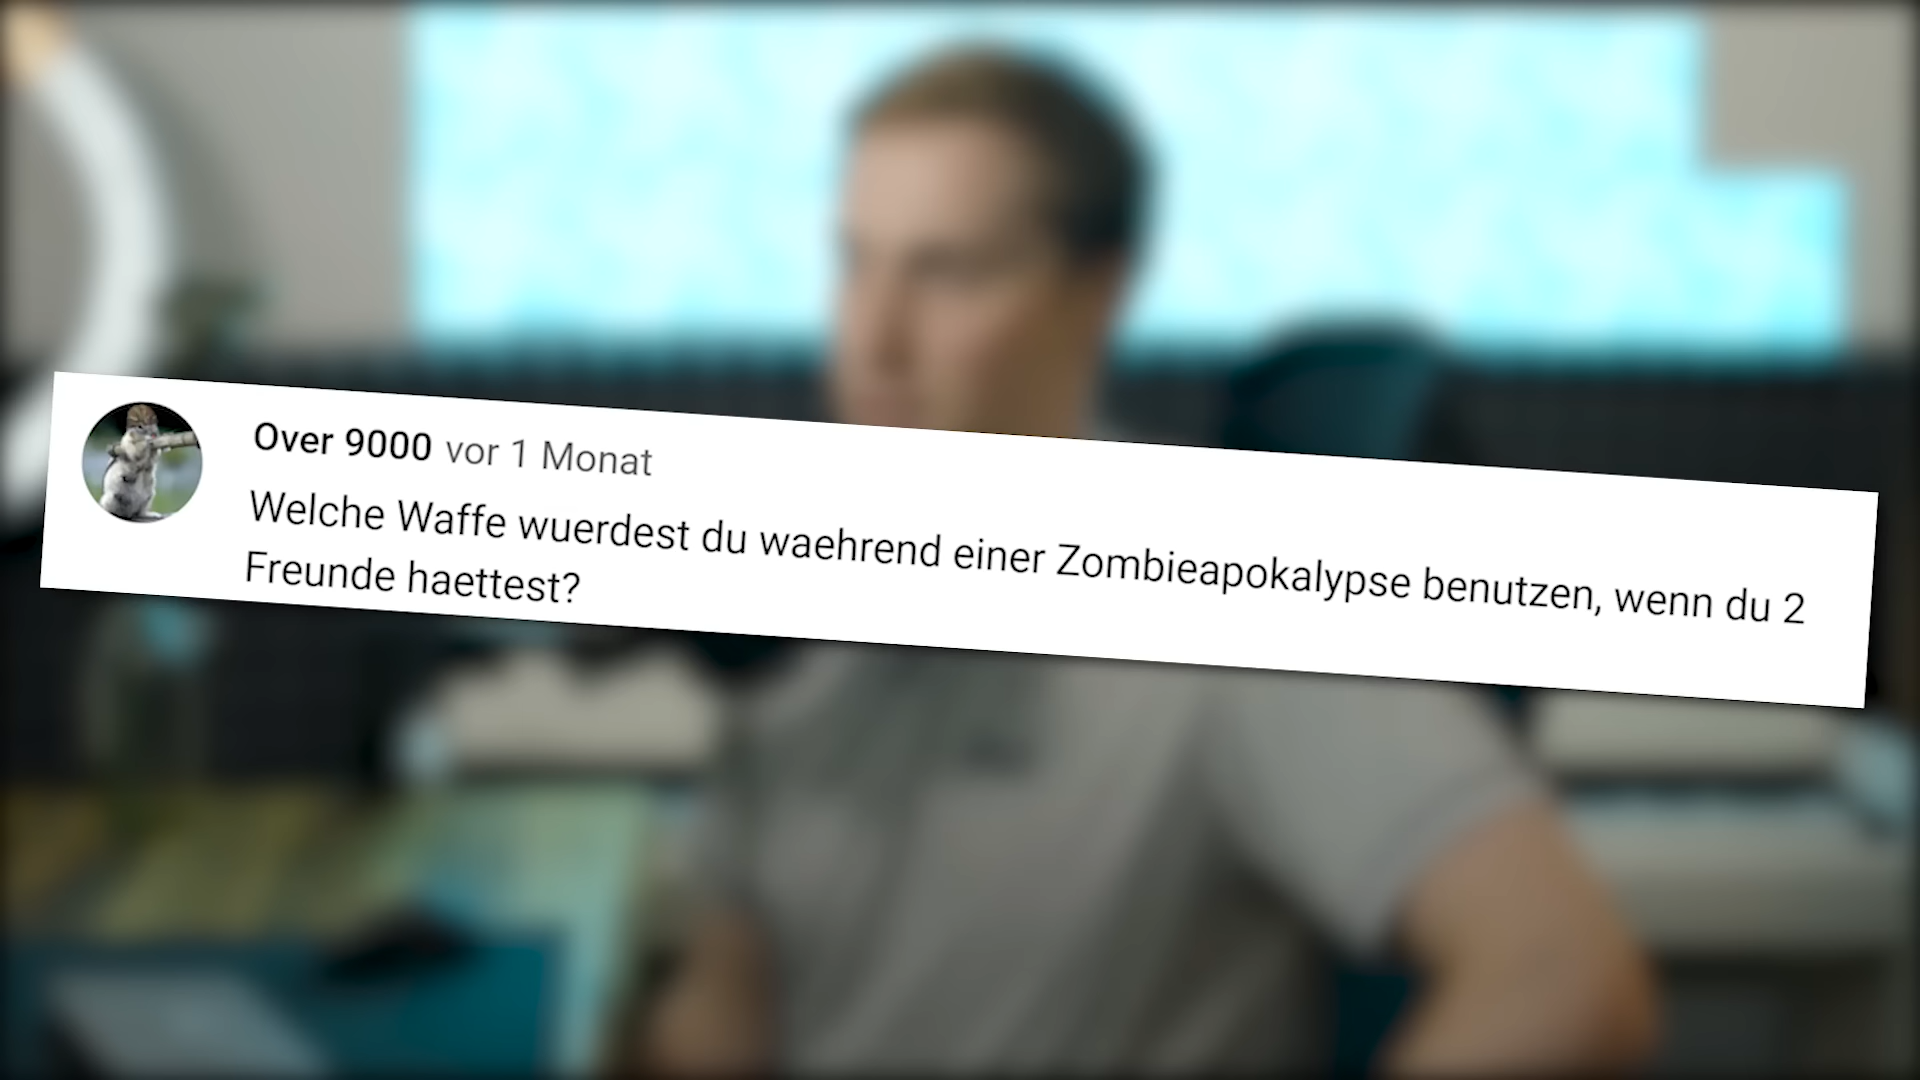 Over 9000 vor 1 Monat
Welche Waffe wuerdest du waehrend einer Zombieapokalypse benutzen, wenn du 2
Freunde haettest?